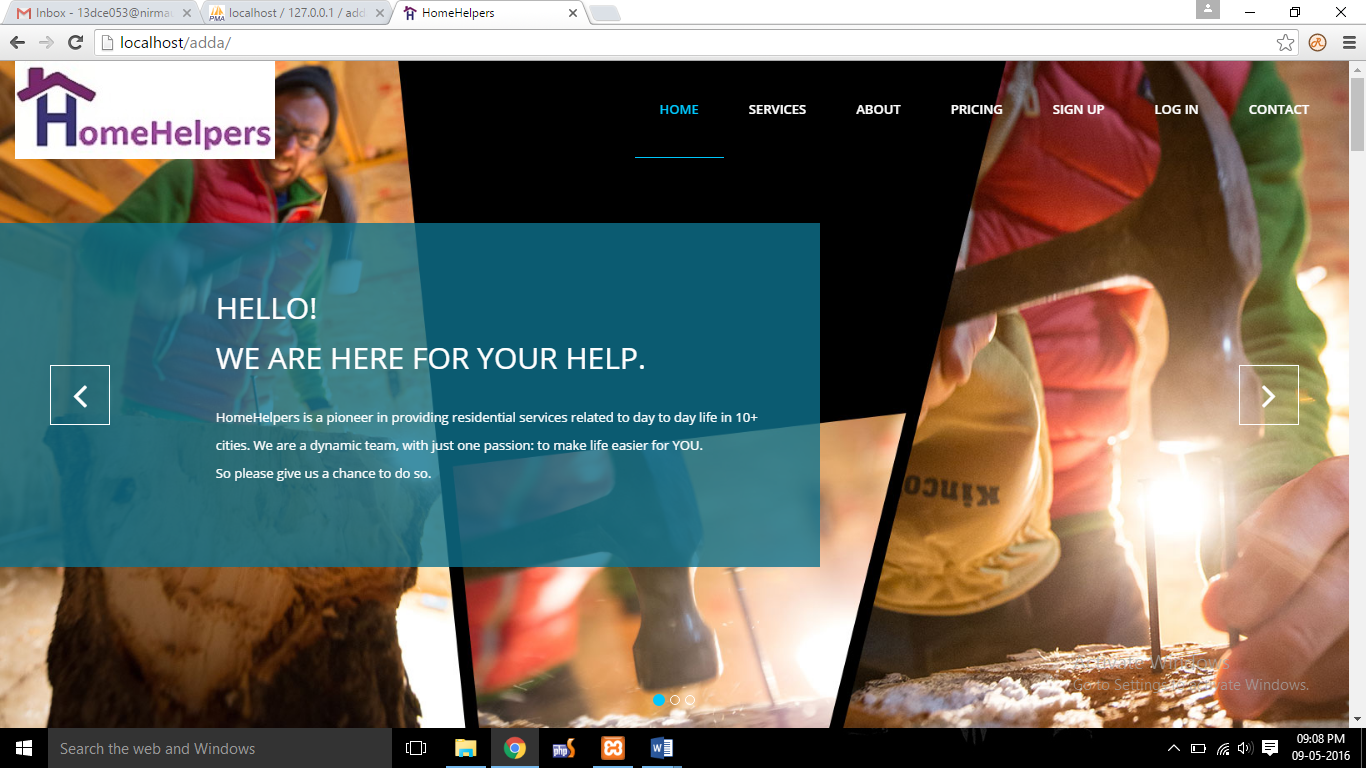 Inbox - 13dce053@nirma
localhost / 127.0.0.1 / add
HomeHelpers
localhost/adda/
HomeHelpers
HOME
SERVICES
ABOUT
PRICING
SIGN UP
LOG IN
CONTACT
HELLO!
WE ARE HERE FOR YOUR HELP.
HomeHelpers is a pioneer in providing residential services related to day to day life in 10+
cities. We are a dynamic team, with just one passion: to make life easier for YOU.
So please give us a chance to do so.
Kinco
Activate Windows
Go to Settings to activate Windows.
Search the web and Windows
php
09:08 PM
09-05-2016